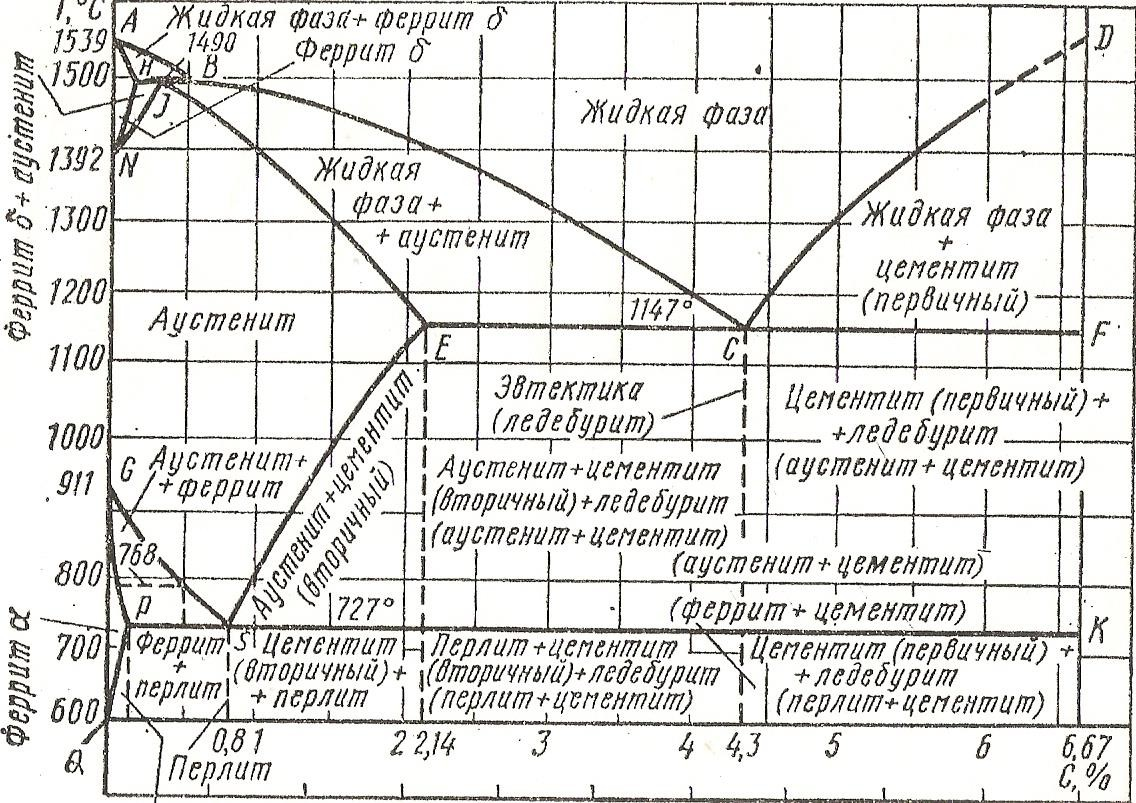 Т, °С
A
Жидкая фаза + феррит δ
1539
1490
Феррит δ
D
H
B
1500
J
Жидкая фаза
N
1392
Феррит δ + аустенит
Жидкая
фаза +
+ аустенит
1300
Жидкая фаза
+
цементит
(первичный)
1200
1147°
Аустенит
E
C
F
1100
Эвтектика
(ледебурит)
Цементит (первичный) +
+ледебурит
(аустенит + цементит)
1000
G
Аустенит +
+ феррит
911
Аустенит + цементит
(вторичный)
Аустенит + цементит
(вторичный) + ледебурит
(аустенит + цементит)
(аустенит + цементит)
768
800
P
727°
(феррит + цементит)
S
K
700
Феррит α
Феррит
+
перлит
Цементит
(вторичный) +
+ перлит
Перлит + цементит
(вторичный) + ледебурит
(перлит + цементит)
Цементит (первичный) +
+ ледебурит
(перлит + цементит)
600
Q
0,8 1 2 2,14 3 4 4,3 5 6 6,67
Перлит
C, %